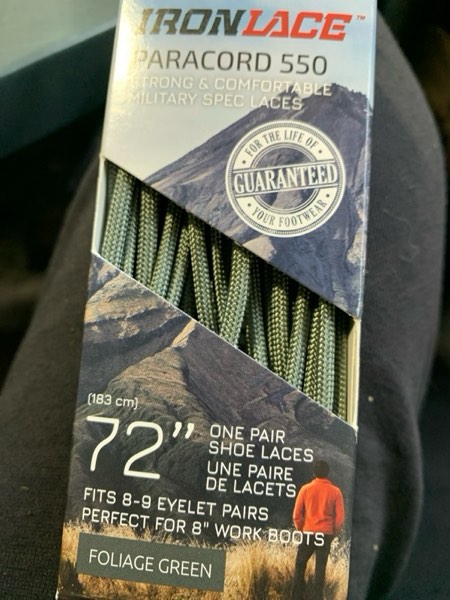 IRONLACE™
PARACORD 550
STRONG & COMFORTABLE
MILITARY SPEC LACES
· FOR THE LIFE OF ·
GUARANTEED
· YOUR FOOTWEAR ·
(183 cm)
72”
ONE PAIR
SHOE LACES
UNE PAIRE
DE LACETS
FITS 8-9 EYELET PAIRS
PERFECT FOR 8" WORK BOOTS
FOLIAGE GREEN